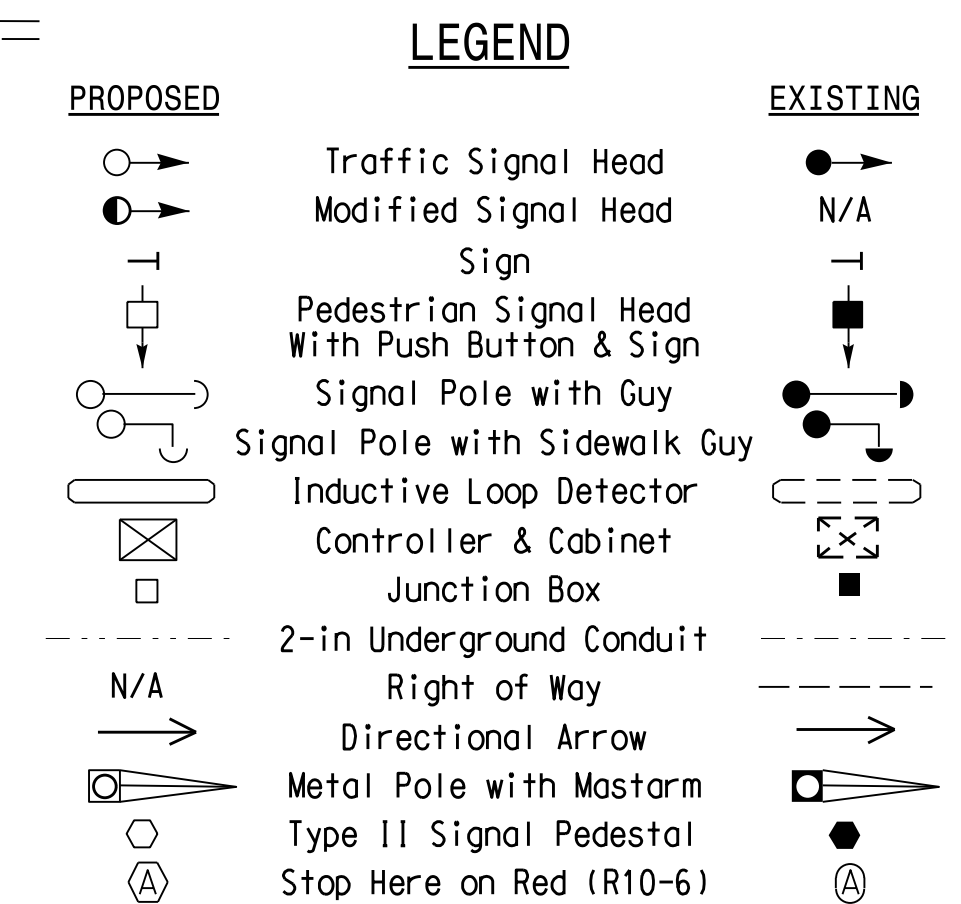 LEGEND
PROPOSED EXISTING
Traffic Signal Head
Modified Signal Head N/A
Sign
Pedestrian Signal Head
With Push Button & Sign
Signal Pole with Guy
Signal Pole with Sidewalk Guy
Inductive Loop Detector
Controller & Cabinet
Junction Box
2-in Underground Conduit
N/A Right of Way
Directional Arrow
Metal Pole with Mastarm
Type II Signal Pedestal
A Stop Here on Red (R10-6) A